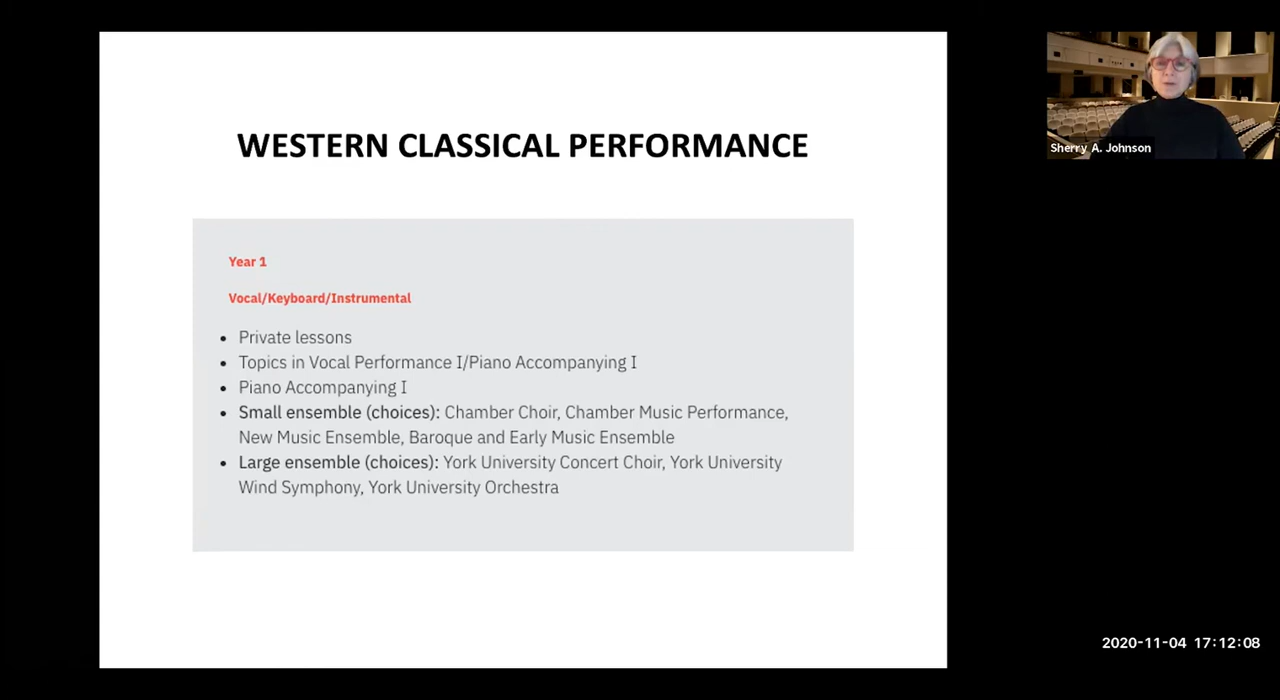 WESTERN CLASSICAL PERFORMANCE
Year 1
Vocal/Keyboard/Instrumental
• Private lessons
• Topics in Vocal Performance I/Piano Accompanying I
• Piano Accompanying I
• Small ensemble (choices): Chamber Choir, Chamber Music Performance,
New Music Ensemble, Baroque and Early Music Ensemble
• Large ensemble (choices): York University Concert Choir, York University
Wind Symphony, York University Orchestra
Sherry A. Johnson
2020-11-04 17:12:08